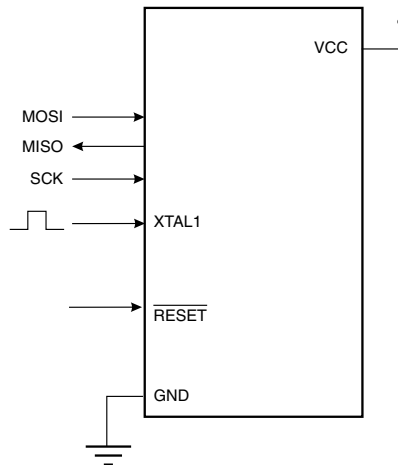 VCC
MOSI
MISO
SCK
XTAL1
RESET
GND